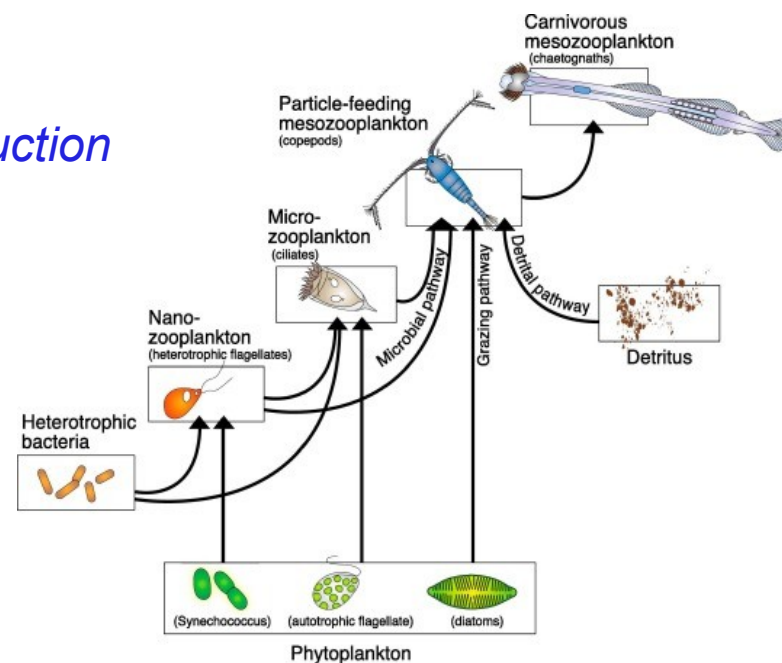 Carnivorous
mesozooplankton
(chaetognaths)
uction
Particle-feeding
mesozooplankton
(copepods)
Micro-
zooplankton
(ciliates)
Nano-
zooplankton
(heterotrophic flagellates)
Heterotrophic
bacteria
Microbial pathway
Grazing pathway
Detrital pathway
Detritus
(Synechococcus) (autotrophic flagellate) (diatoms)
Phytoplankton